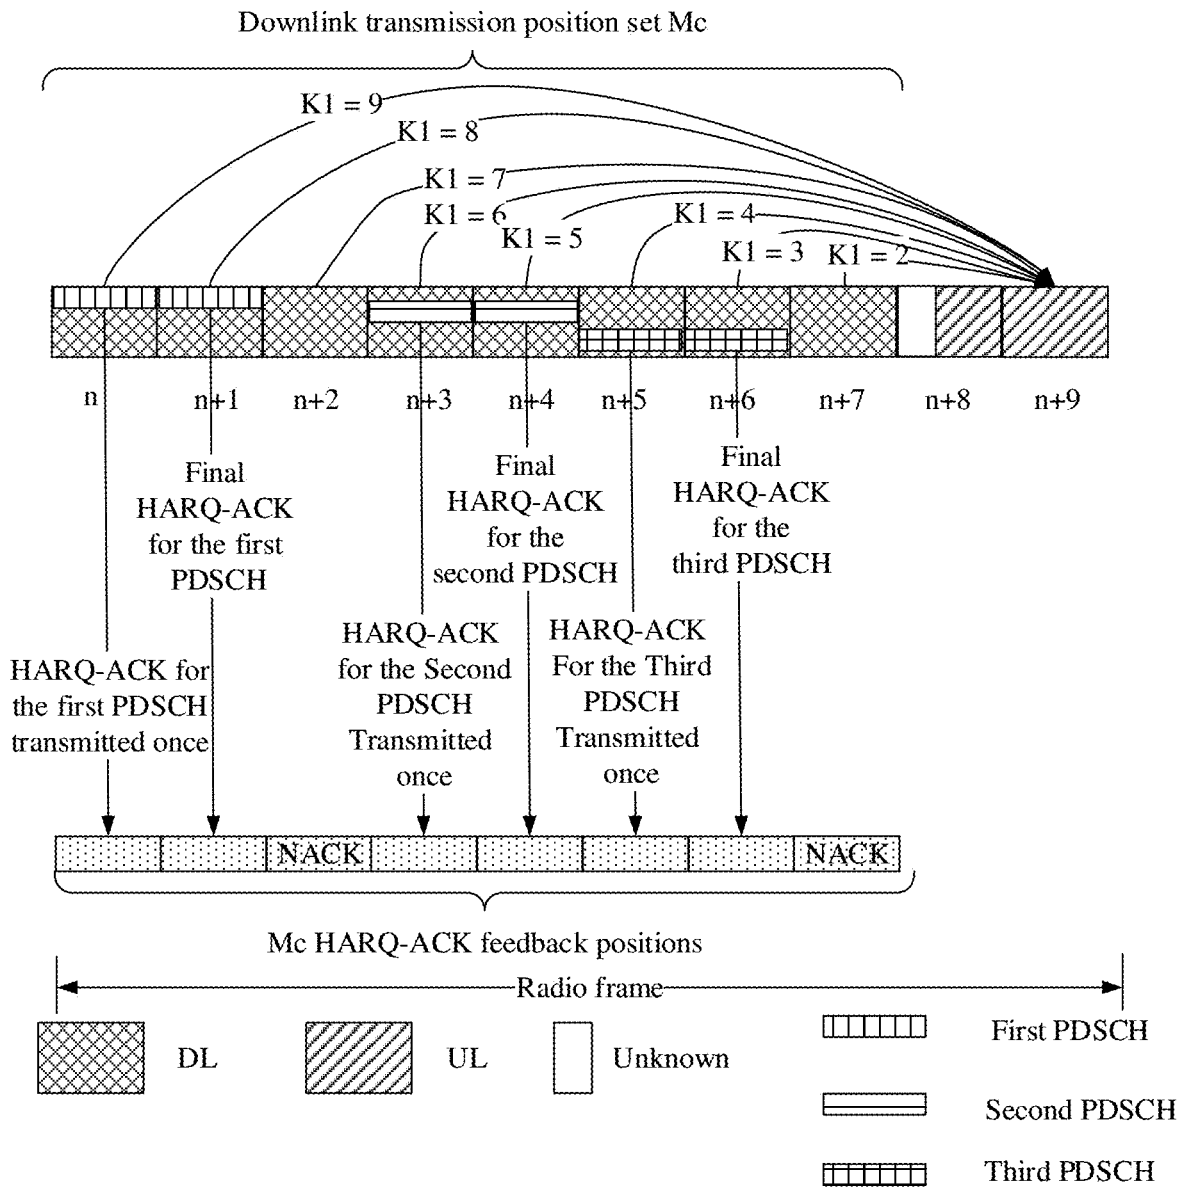 Downlink transmission position set Mc
K1 = 9
K1 = 8
K1 = 7
K1 = 6
K1 = 5
K1 = 4
K1 = 3
K1 = 2
n
n+1
n+2
n+3
n+4
n+5
n+6
n+7
n+8
n+9
HARQ-ACK for
the first PDSCH
transmitted once
Final
HARQ-ACK
for the first
PDSCH
HARQ-ACK
for the Second
PDSCH
Transmitted
once
Final
HARQ-ACK
for the
second PDSCH
HARQ-ACK
For the Third
PDSCH
Transmitted
once
Final
HARQ-ACK
for the
third PDSCH
NACK
NACK
Mc HARQ-ACK feedback positions
Radio frame
DL
UL
Unknown
First PDSCH
Second PDSCH
Third PDSCH